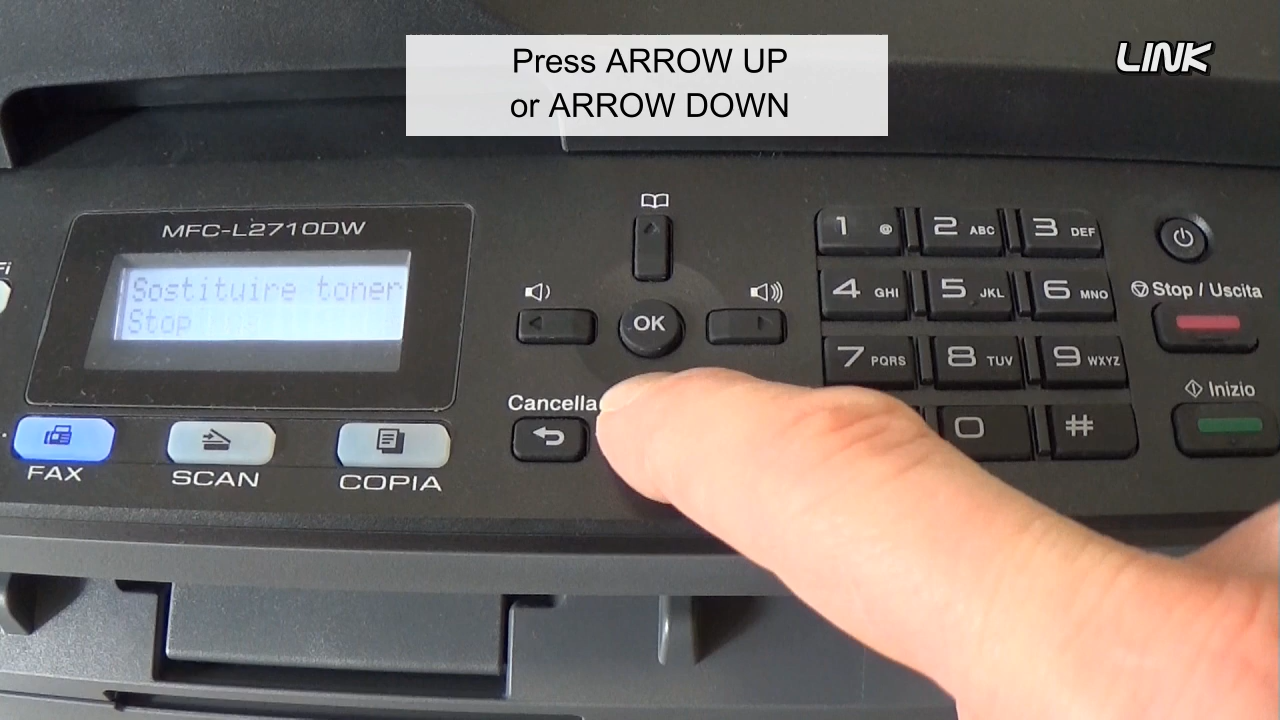 Press ARROW UP
or ARROW DOWN
LINK
MFC-L2710DW
Sostituire toner
Stop
FAX
SCAN
COPIA
OK
Cancella
1 @
2 ABC
3 DEF
4 GHI
5 JKL
6 MNO
7 PQRS
8 TUV
9 WXYZ
0
#
Stop / Uscita
Inizio